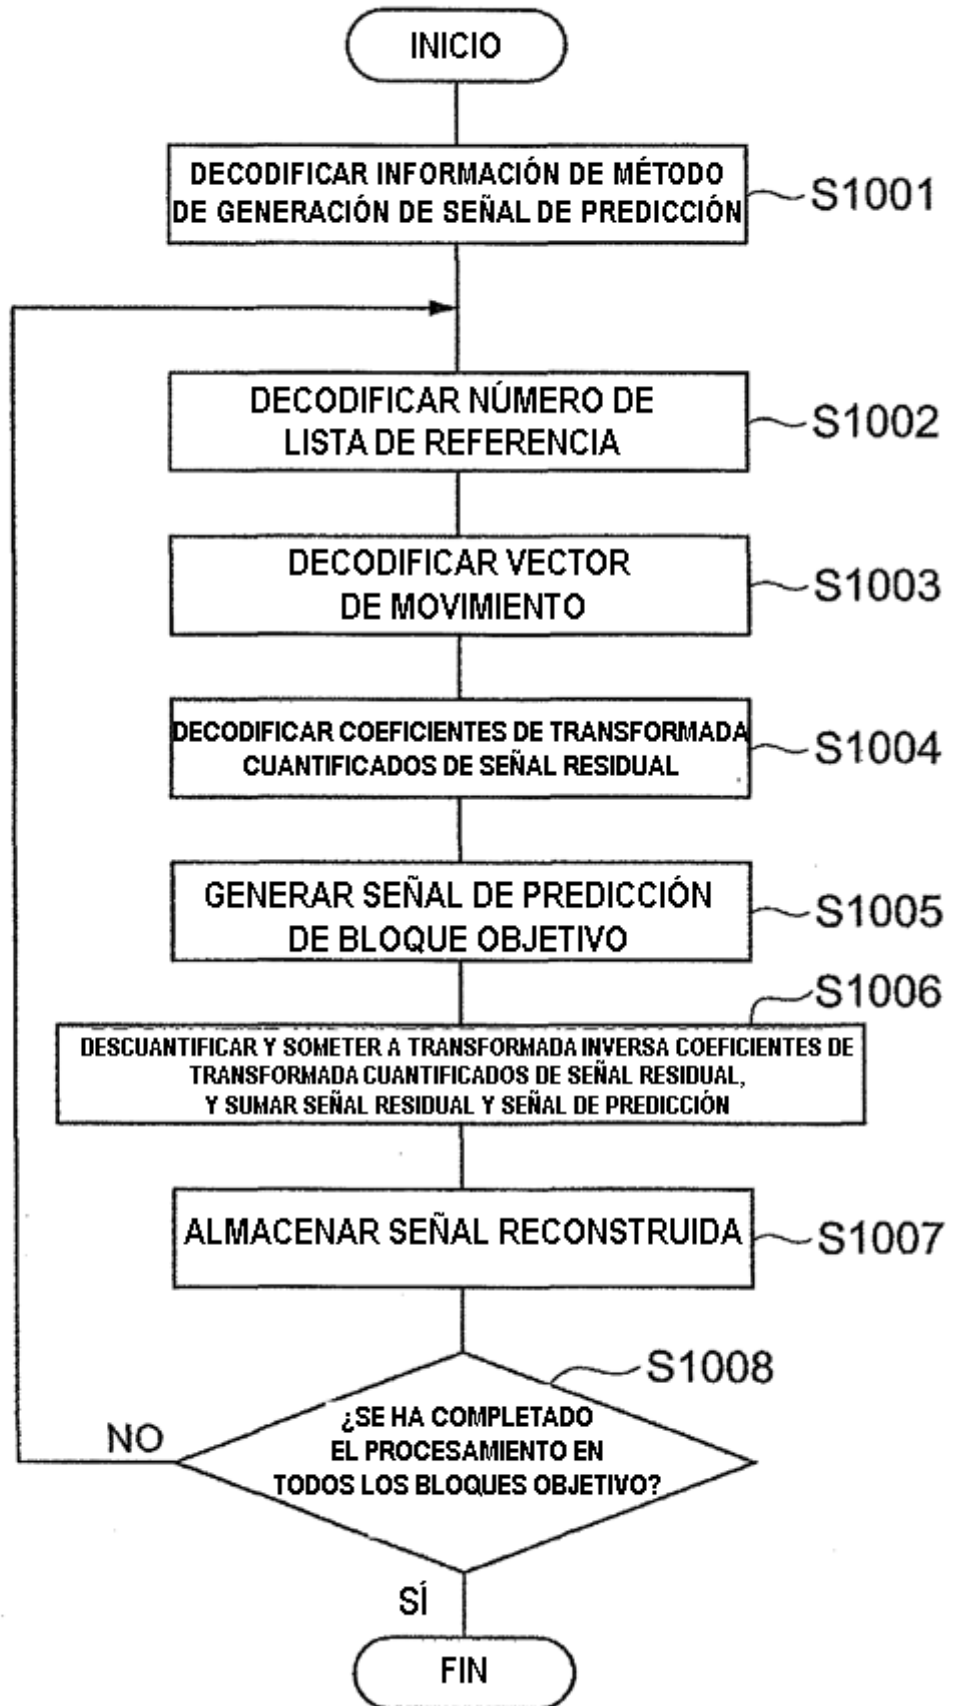 INICIO
DECODIFICAR INFORMACIÓN DE MÉTODO
DE GENERACIÓN DE SEÑAL DE PREDICCIÓN
S1001
DECODIFICAR NÚMERO DE
LISTA DE REFERENCIA
S1002
DECODIFICAR VECTOR
DE MOVIMIENTO
S1003
DECODIFICAR COEFICIENTES DE TRANSFORMADA
CUANTIFICADOS DE SEÑAL RESIDUAL
S1004
GENERAR SEÑAL DE PREDICCIÓN
DE BLOQUE OBJETIVO
S1005
S1006
DESCUANTIFICAR Y SOMETER A TRANSFORMADA INVERSA COEFICIENTES DE
TRANSFORMADA CUANTIFICADOS DE SEÑAL RESIDUAL,
Y SUMAR SEÑAL RESIDUAL Y SEÑAL DE PREDICCIÓN
ALMACENAR SEÑAL RECONSTRUIDA
S1007
S1008
¿SE HA COMPLETADO
EL PROCESAMIENTO EN
TODOS LOS BLOQUES OBJETIVO?
NO
SÍ
FIN